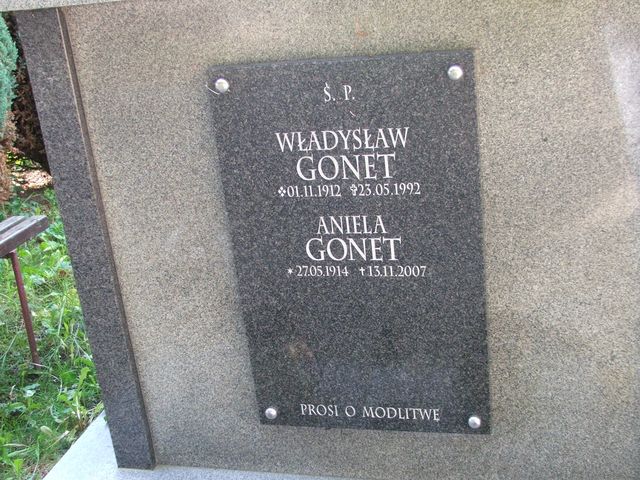 Ś. P.
WŁADYSŁAW
GONET
01.11.1912 23.05.1992
ANIELA
GONET
* 27.05.1914 † 13.11.2007
PROSI O MODLITWĘ